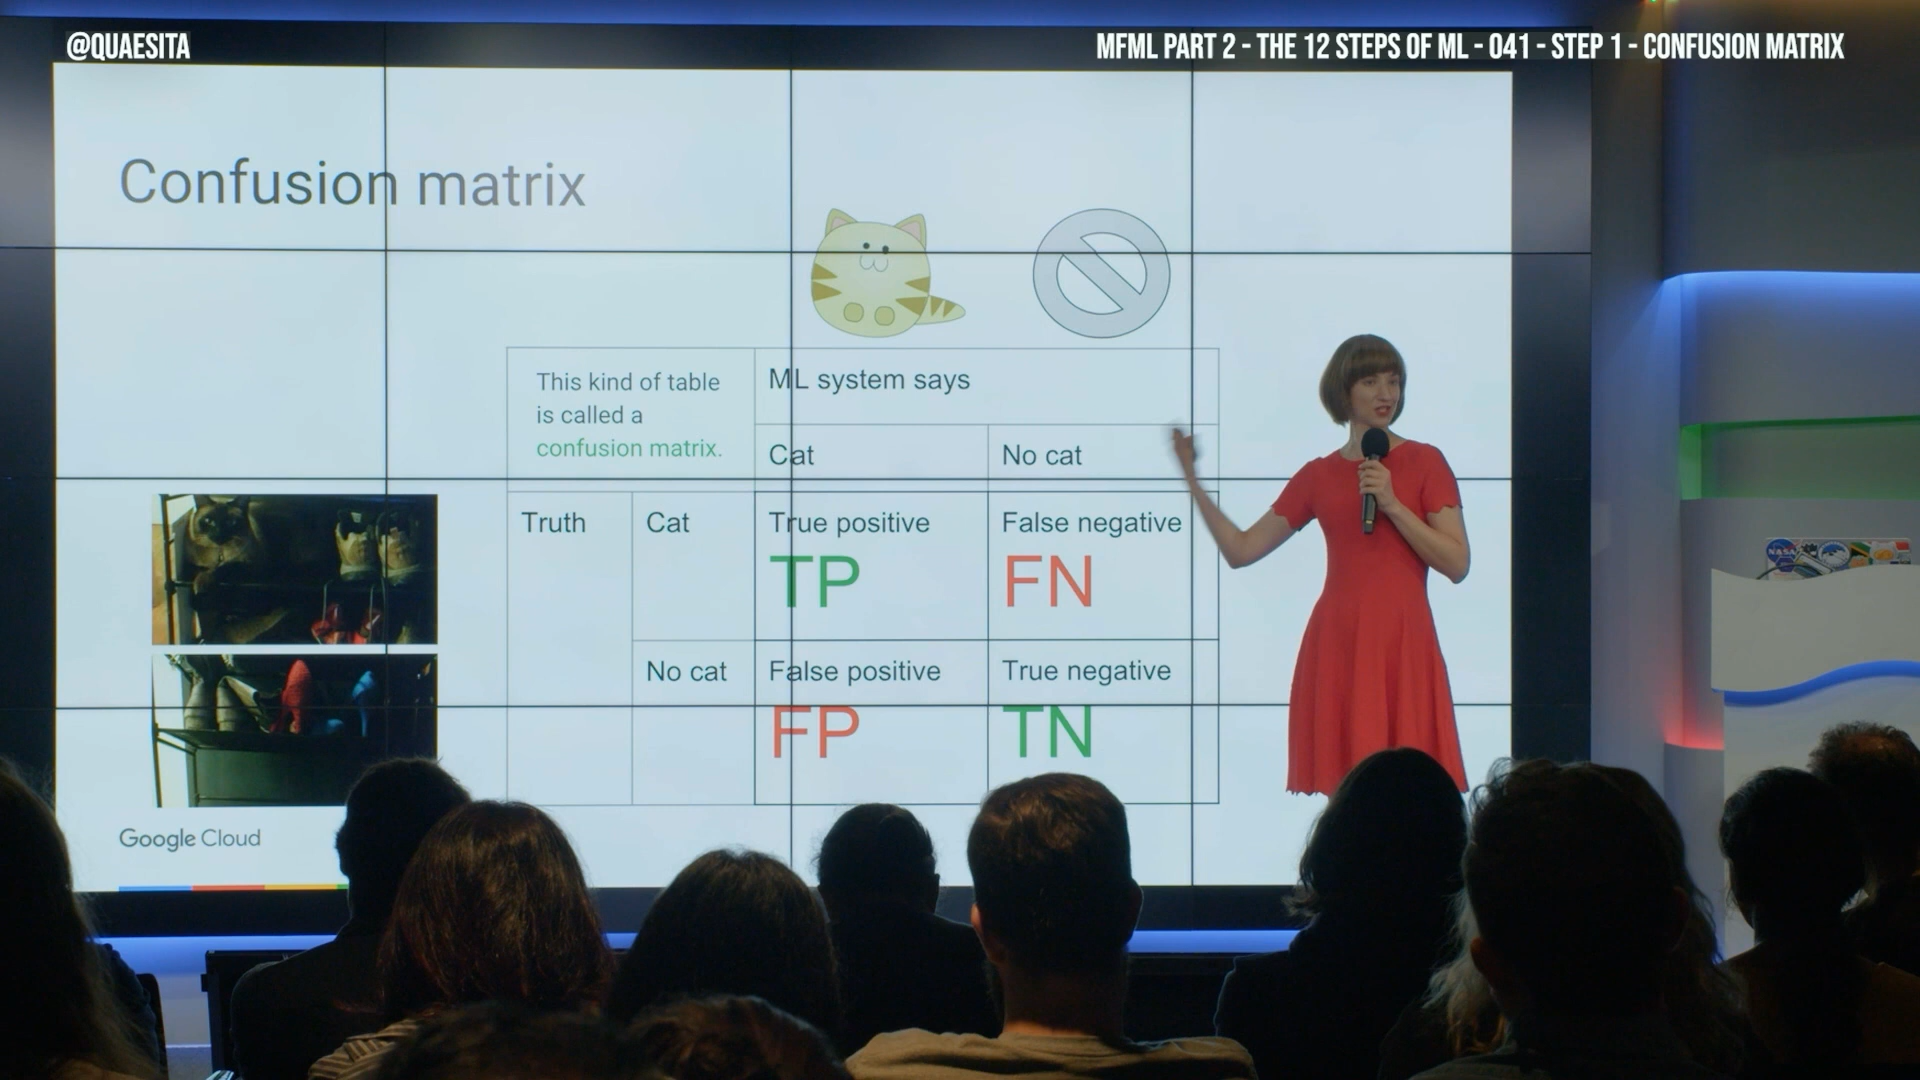 @QUAESITA
MFML PART 2 - THE 12 STEPS OF ML - 041 - STEP 1 - CONFUSION MATRIX
Confusion matrix
This kind of table
is called a
confusion matrix.
ML system says
Cat
No cat
Truth
Cat
True positive
TP
False negative
FN
No cat
False positive
FP
True negative
TN
Google Cloud
NASA